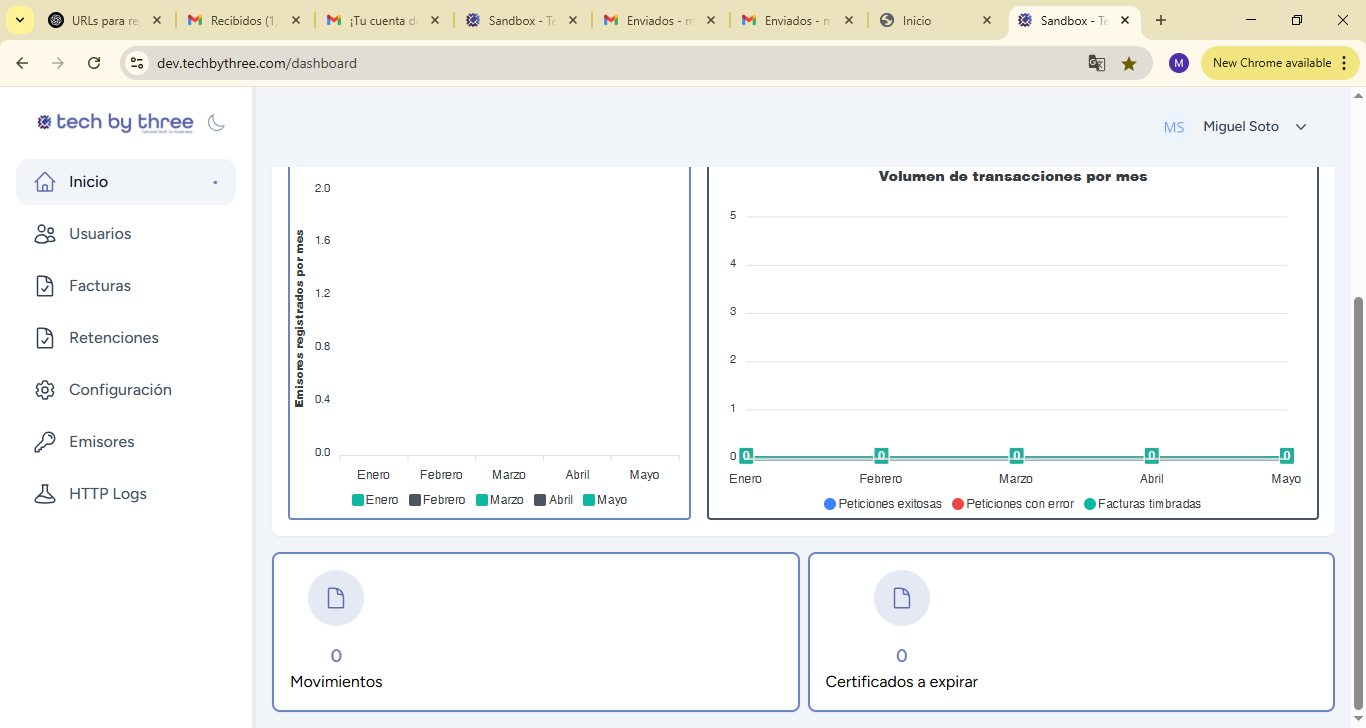 URLs para re
Recibidos (1,
¡Tu cuenta d
Sandbox - Te
Enviados - m
Enviados - m
Inicio
Sandbox - Te
dev.techbythree.com/dashboard
M
New Chrome available
tech by three
MS
Miguel Soto
Inicio
Usuarios
Facturas
Retenciones
Configuración
Emisores
HTTP Logs
Emisores registrados por mes
2.0
1.6
1.2
0.8
0.4
0.0
Enero Febrero Marzo Abril Mayo
Enero Febrero Marzo Abril Mayo
Volumen de transacciones por mes
5
4
3
2
1
0
0 0 0 0 0
Enero Febrero Marzo Abril Mayo
Peticiones exitosas Peticiones con error Facturas timbradas
0
Movimientos
0
Certificados a expirar